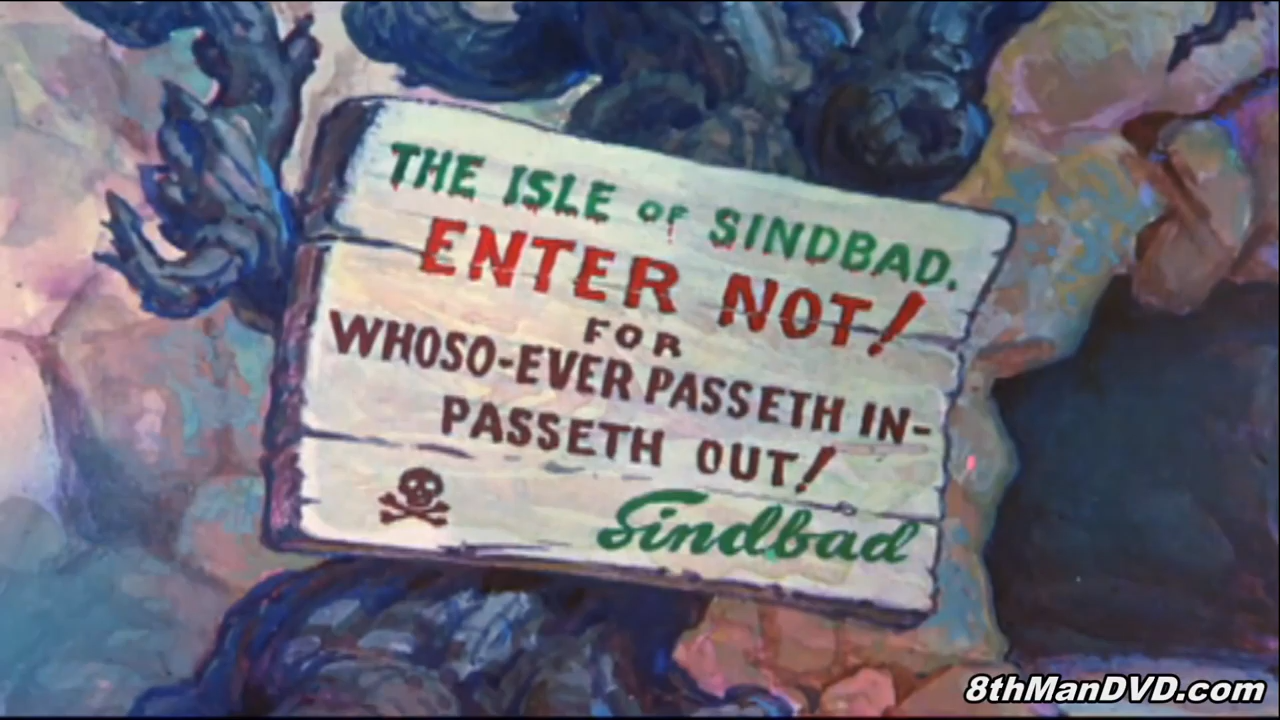 THE ISLE OF SINDBAD.
ENTER NOT!
FOR
WHOSO-EVER PASSETH IN-
PASSETH OUT!
Sindbad
8thManDVD.com